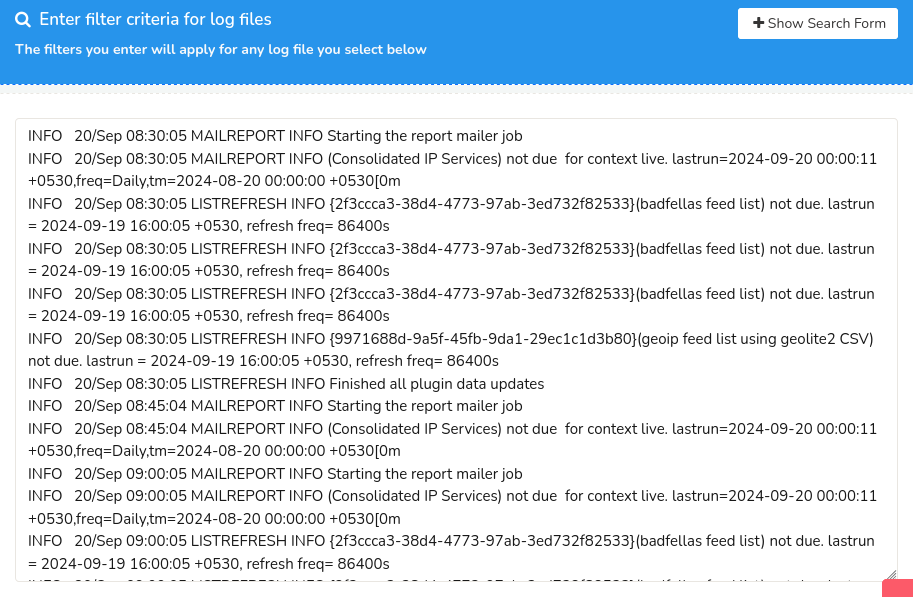 Enter filter criteria for log files
Show Search Form
The filters you enter will apply for any log file you select below
INFO 20/Sep 08:30:05 MAILREPORT INFO Starting the report mailer job
INFO 20/Sep 08:30:05 MAILREPORT INFO (Consolidated IP Services) not due for context live. lastrun=2024-09-20 00:00:11
+0530,freq=Daily,tm=2024-08-20 00:00:00 +0530[0m
INFO 20/Sep 08:30:05 LISTREFRESH INFO {2f3ccca3-38d4-4773-97ab-3ed732f82533}(badfellas feed list) not due. lastrun
= 2024-09-19 16:00:05 +0530, refresh freq= 86400s
INFO 20/Sep 08:30:05 LISTREFRESH INFO {2f3ccca3-38d4-4773-97ab-3ed732f82533}(badfellas feed list) not due. lastrun
= 2024-09-19 16:00:05 +0530, refresh freq= 86400s
INFO 20/Sep 08:30:05 LISTREFRESH INFO {2f3ccca3-38d4-4773-97ab-3ed732f82533}(badfellas feed list) not due. lastrun
= 2024-09-19 16:00:05 +0530, refresh freq= 86400s
INFO 20/Sep 08:30:05 LISTREFRESH INFO {9971688d-9a5f-45fb-9da1-29ec1c1d3b80}(geoip feed list using geolite2 CSV)
not due. lastrun = 2024-09-19 16:00:05 +0530, refresh freq= 86400s
INFO 20/Sep 08:30:05 LISTREFRESH INFO Finished all plugin data updates
INFO 20/Sep 08:45:04 MAILREPORT INFO Starting the report mailer job
INFO 20/Sep 08:45:04 MAILREPORT INFO (Consolidated IP Services) not due for context live. lastrun=2024-09-20 00:00:11
+0530,freq=Daily,tm=2024-08-20 00:00:00 +0530[0m
INFO 20/Sep 09:00:05 MAILREPORT INFO Starting the report mailer job
INFO 20/Sep 09:00:05 MAILREPORT INFO (Consolidated IP Services) not due for context live. lastrun=2024-09-20 00:00:11
+0530,freq=Daily,tm=2024-08-20 00:00:00 +0530[0m
INFO 20/Sep 09:00:05 LISTREFRESH INFO {2f3ccca3-38d4-4773-97ab-3ed732f82533}(badfellas feed list) not due. lastrun
= 2024-09-19 16:00:05 +0530, refresh freq= 86400s